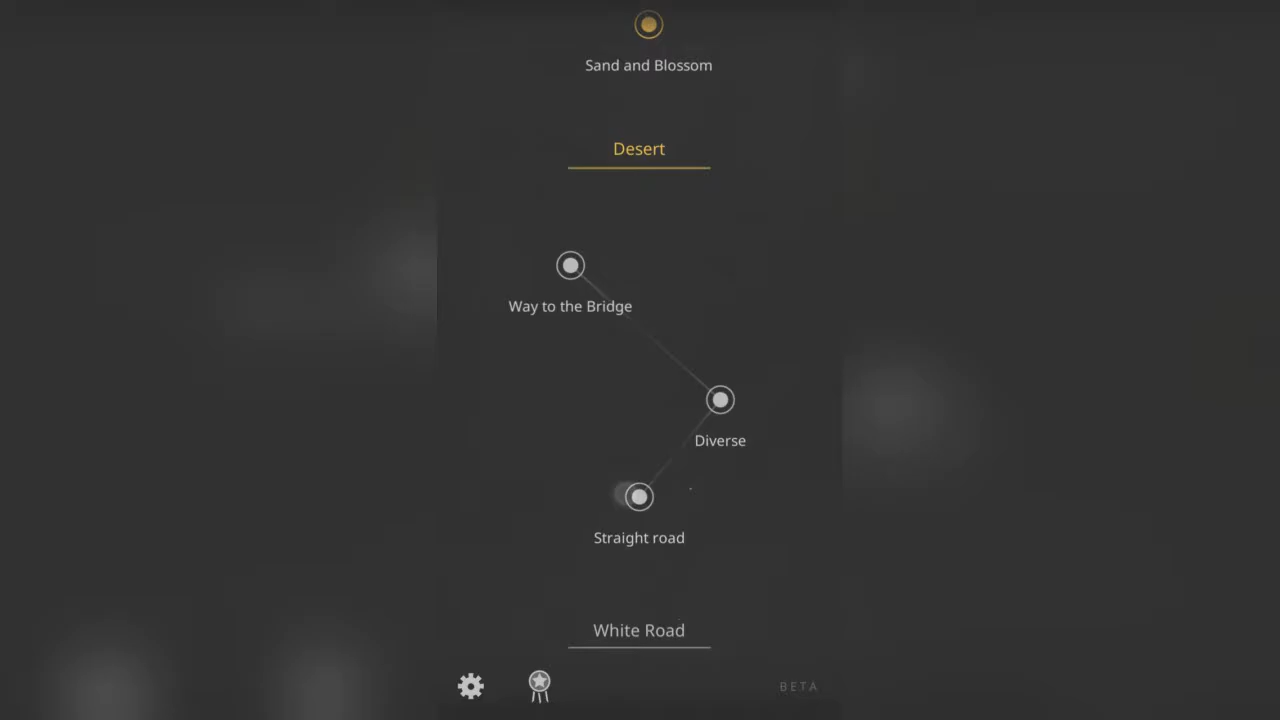 Sand and Blossom
Desert
Way to the Bridge
Diverse
Straight road
White Road
BETA